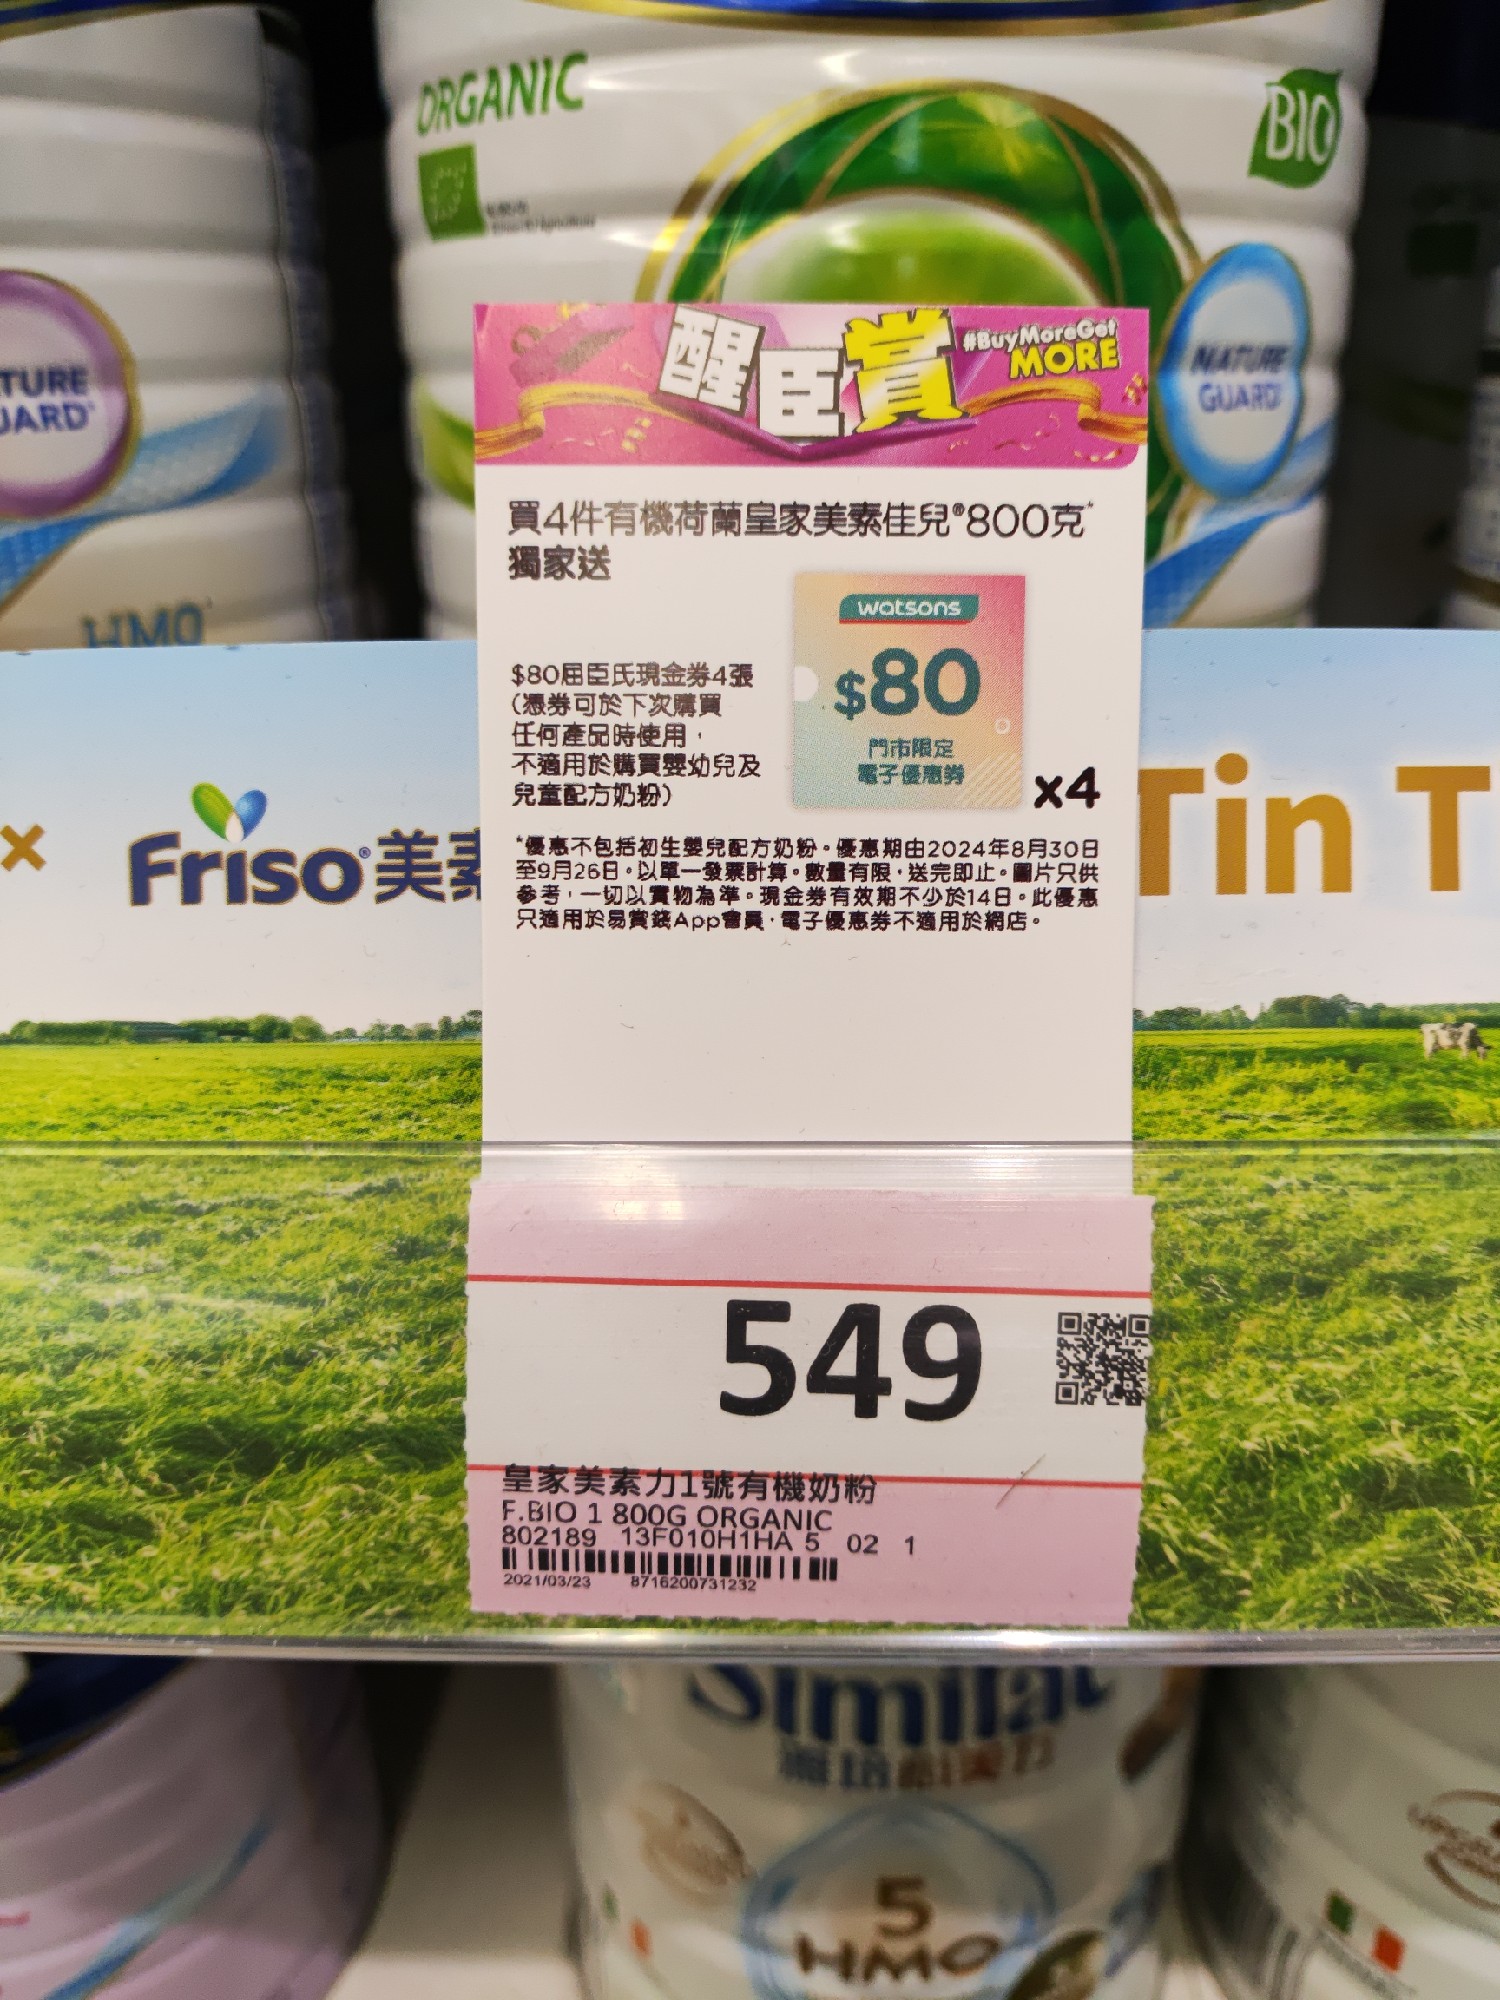 ORGANIC
BIO
TURE
UARD
NATURE
GUARD
HMO
醒臣賞
#BuyMoreGet
MORE
買4件有機荷蘭皇家美素佳兒®800克*
獨家送
$80屈臣氏現金券4張
(憑券可於下次購買
任何產品時使用，
不適用於購買嬰幼兒及
兒童配方奶粉)
watsons
$80
門市限定
電子優惠券
x4
*優惠不包括初生嬰兒配方奶粉。優惠期由2024年8月30日
至9月26日。以單一發票計算。數量有限，送完即止。圖片只供
參考，一切以實物為準。現金券有效期不少於14日。此優惠
只適用於易賞錢App會員，電子優惠券不適用於網店。
x Friso®美素
Tin T
549
皇家美素力1號有機奶粉
F.BIO 1 800G ORGANIC
802189 13F010H1HA 5 02 1
2021/03/23 8716200731232
Similac
5
HMO